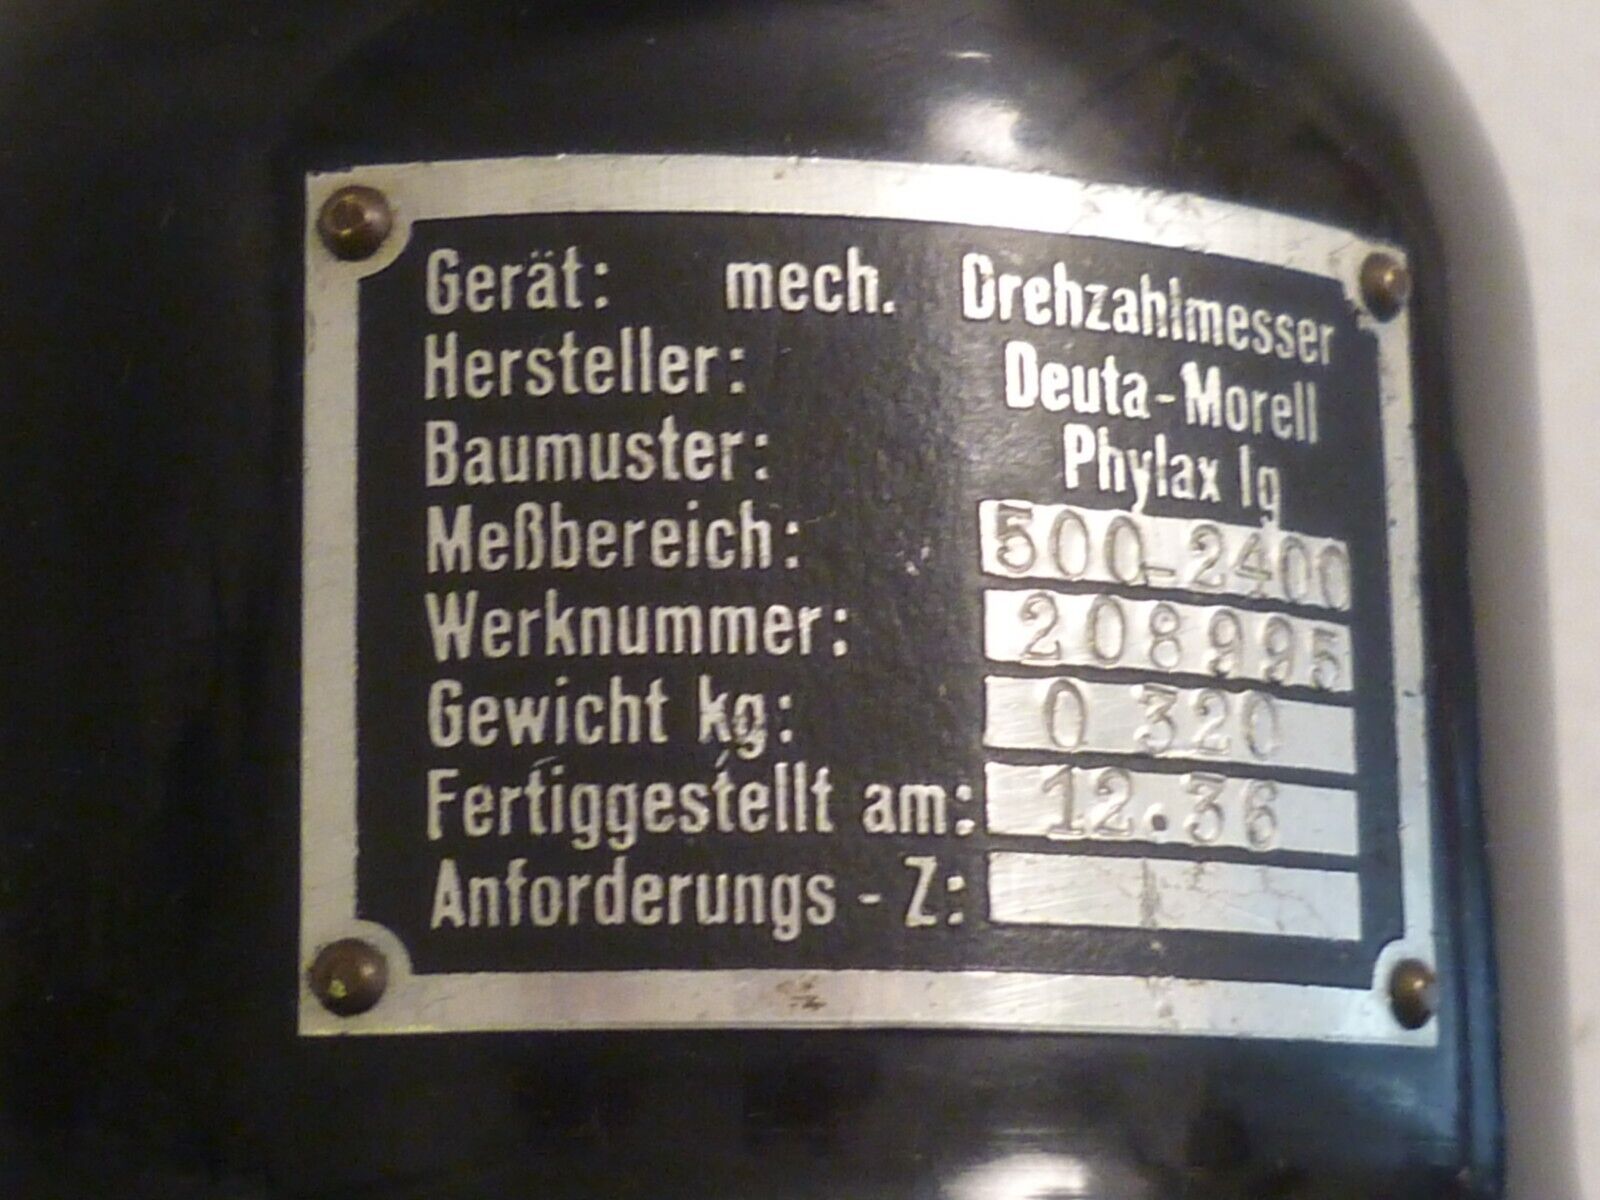 Gerät: mech. Drehzahlmesser
Hersteller: Deuta-Morell
Baumuster: Phylax Ig
Meßbereich: 500-2400
Werknummer: 208995
Gewicht kg: 0 320
Fertiggestellt am: 12.36
Anforderungs - Z: